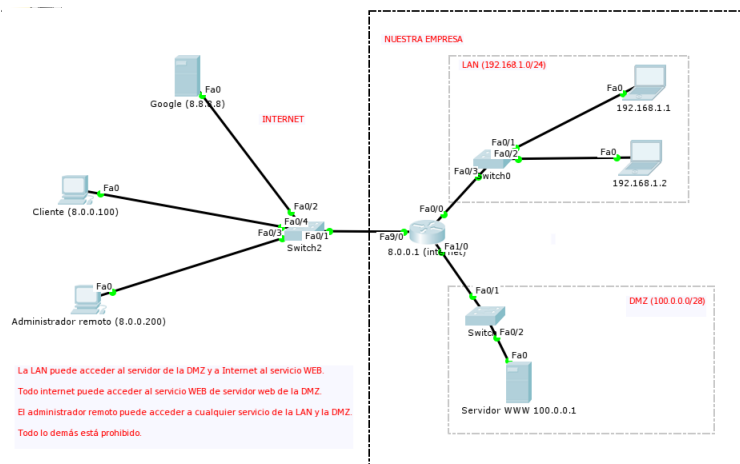 NUESTRA EMPRESA
LAN (192.168.1.0/24)
Fa0
Google (8.8.8.8)
INTERNET
Fa0
192.168.1.1
Fa0/1
Fa0/2
Fa0
Fa0/3
Switch0
192.168.1.2
Fa0
Cliente (8.0.0.100)
Fa0/2
Fa0/4
Fa0/3
Fa0/1
Switch2
Fa0/0
Fa9/0
8.0.0.1 (internet)
Fa1/0
Fa0
Administrador remoto (8.0.0.200)
Fa0/1
DMZ (100.0.0.0/28)
Switch
Fa0/2
Fa0
Servidor WWW 100.0.0.1
La LAN puede acceder al servidor de la DMZ y a Internet al servicio WEB.
Todo internet puede acceder al servicio WEB de servidor web de la DMZ.
El administrador remoto puede acceder a cualquier servicio de la LAN y la DMZ.
Todo lo demás está prohibido.